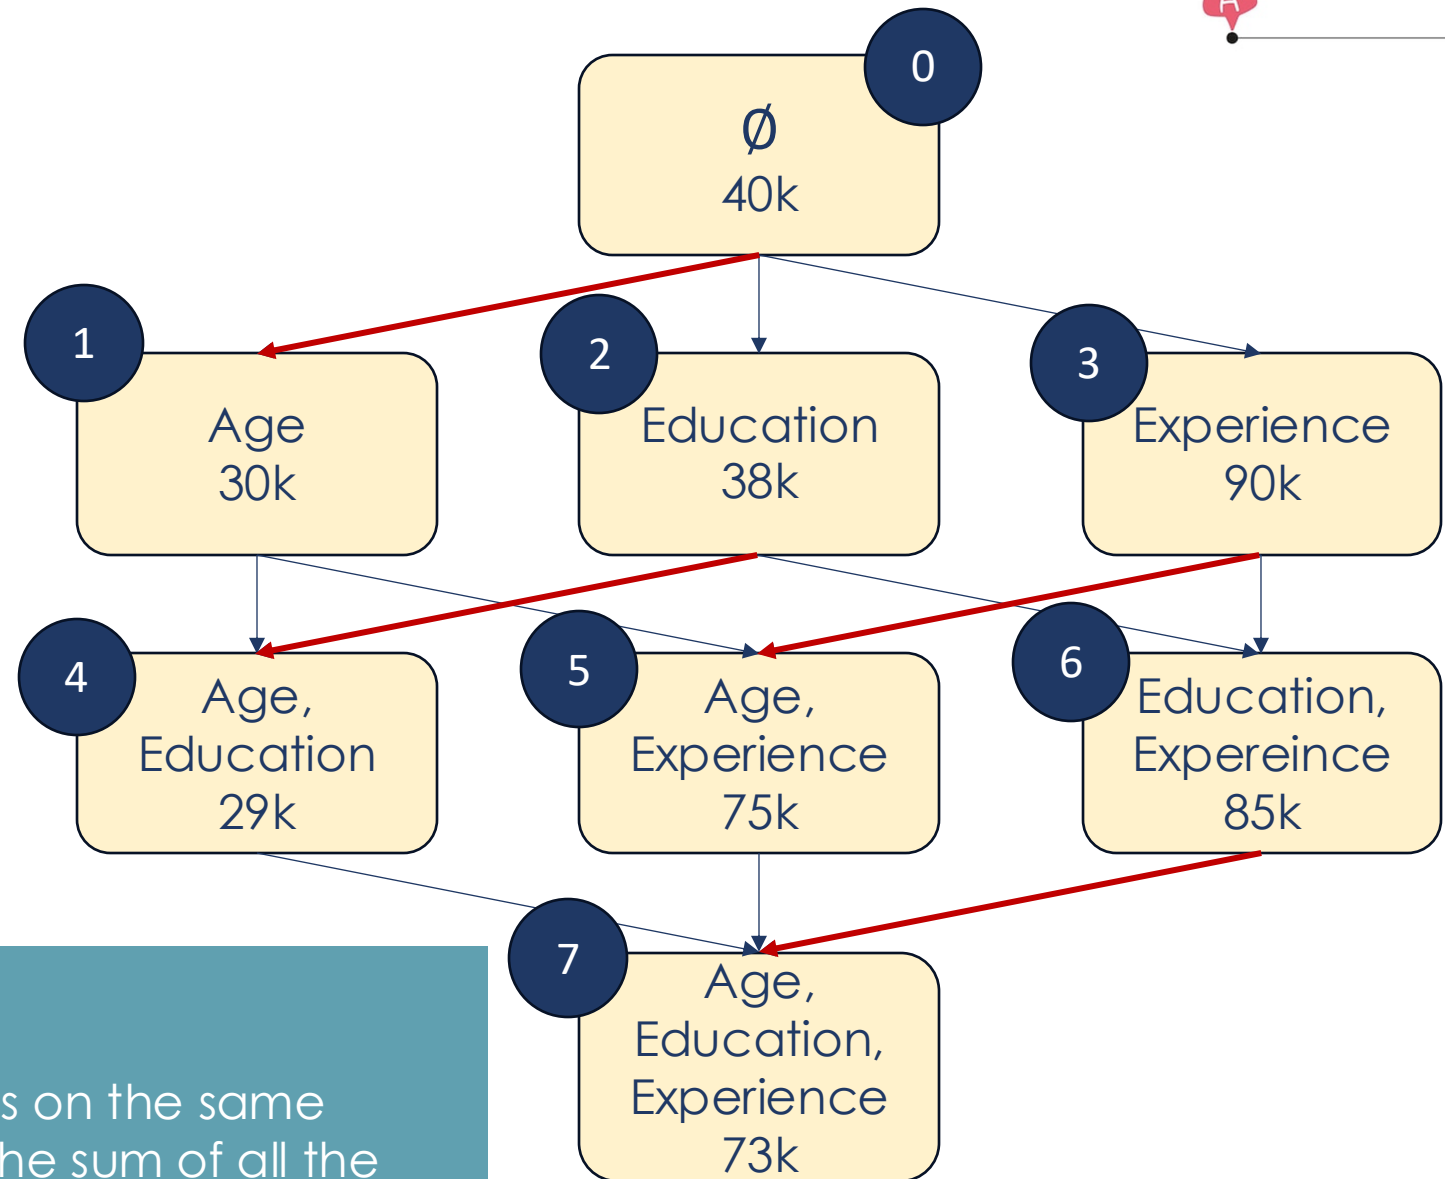 A
0
Ø
40k
1
Age
30k
2
Education
38k
3
Experience
90k
4
Age,
Education
29k
5
Age,
Experience
75k
6
Education,
Expereince
85k
7
Age,
Education,
Experience
73k
s on the same
he sum of all the